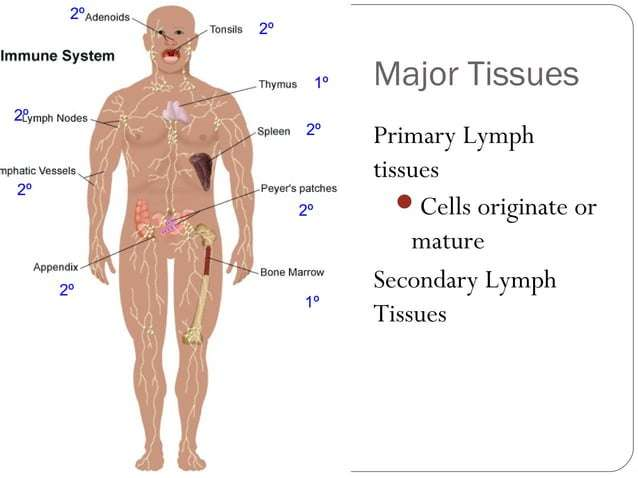 2º Adenoids
Tonsils 2º
Immune System
Thymus 1º
2º
ymph Nodes
Spleen 2º
mphatic Vessels
2º
Peyer's patches
2º
Appendix
2º
Bone Marrow
1º
Major Tissues
Primary Lymph
tissues
Cells originate or
mature
Secondary Lymph
Tissues